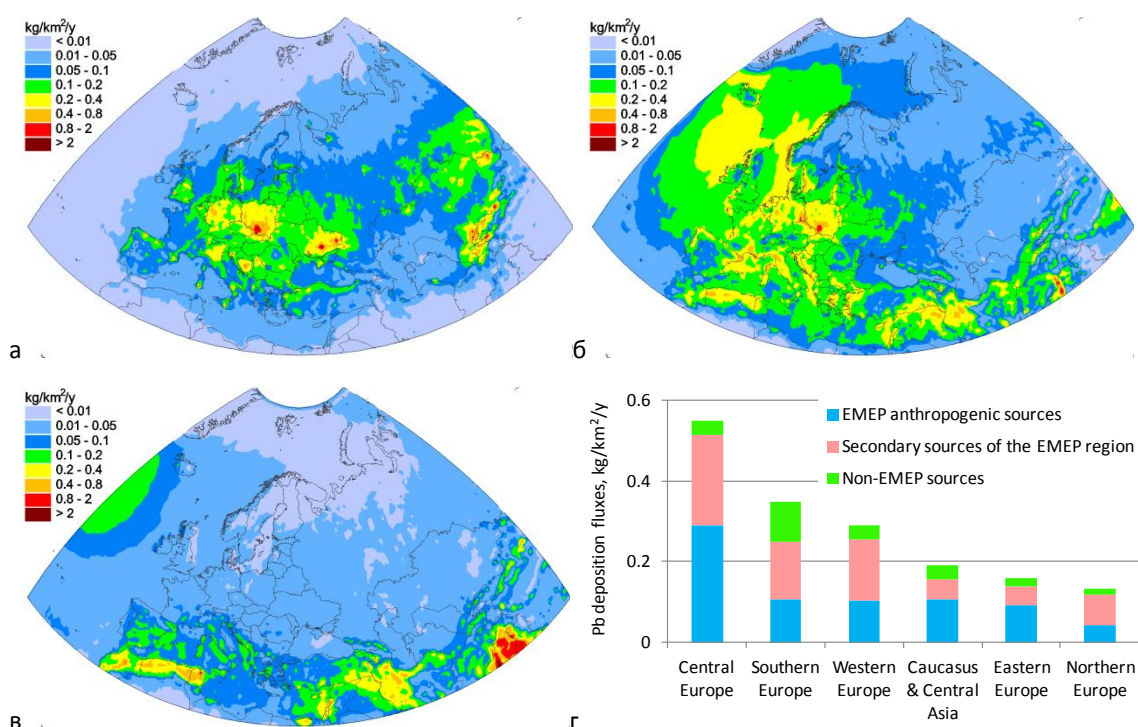 kg/km²/y
< 0.01
0.01 - 0.05
0.05 - 0.1
0.1 - 0.2
0.2 - 0.4
0.4 - 0.8
0.8 - 2
> 2
а
kg/km²/y
< 0.01
0.01 - 0.05
0.05 - 0.1
0.1 - 0.2
0.2 - 0.4
0.4 - 0.8
0.8 - 2
> 2
б
kg/km²/y
< 0.01
0.01 - 0.05
0.05 - 0.1
0.1 - 0.2
0.2 - 0.4
0.4 - 0.8
0.8 - 2
> 2
в
Pb deposition fluxes, kg/km²/y
0.6
0.4
0.2
0
EMEP anthropogenic sources
Secondary sources of the EMEP region
Non-EMEP sources
Central Europe
Southern Europe
Western Europe
Caucasus & Central Asia
Eastern Europe
Northern Europe
г